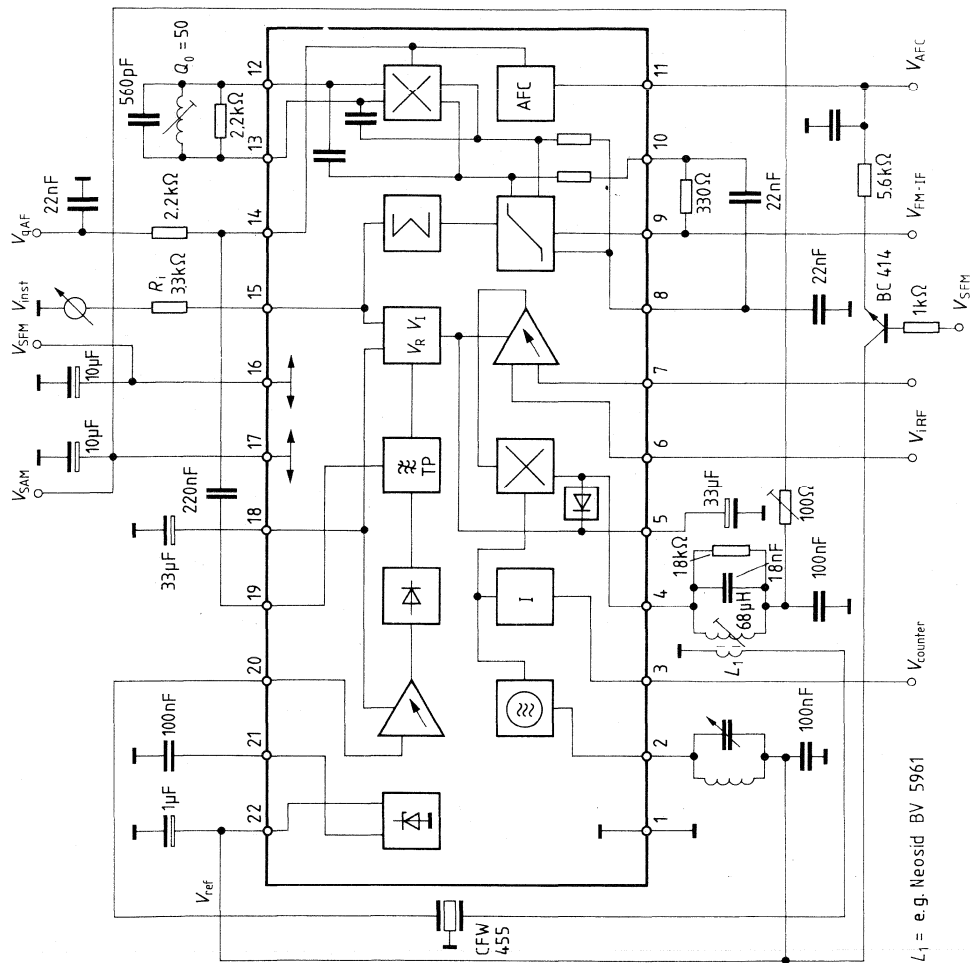 560pF
Q₀ = 50
2.2kΩ
12
13
22nF
V_qAF
2.2kΩ
14
V_inst
R_i
3.3kΩ
15
V_SFM
10µF
16
V_SAM
10µF
17
220nF
33µF
18
19
20
100nF
21
1µF
22
V_ref
CFW
455
AFC
Σ
V_R V_I
TP
I
11
V_AFC
10
9
330Ω
22nF
V_FM-IF
5.6kΩ
8
22nF
BC 414
1kΩ
V_SFM
7
6
V_iRF
5
33µF
100Ω
4
18kΩ
18nF
68µH
L₁
100nF
3
V_counter
2
100nF
1
L₁ = e.g. Neosid BV 5961